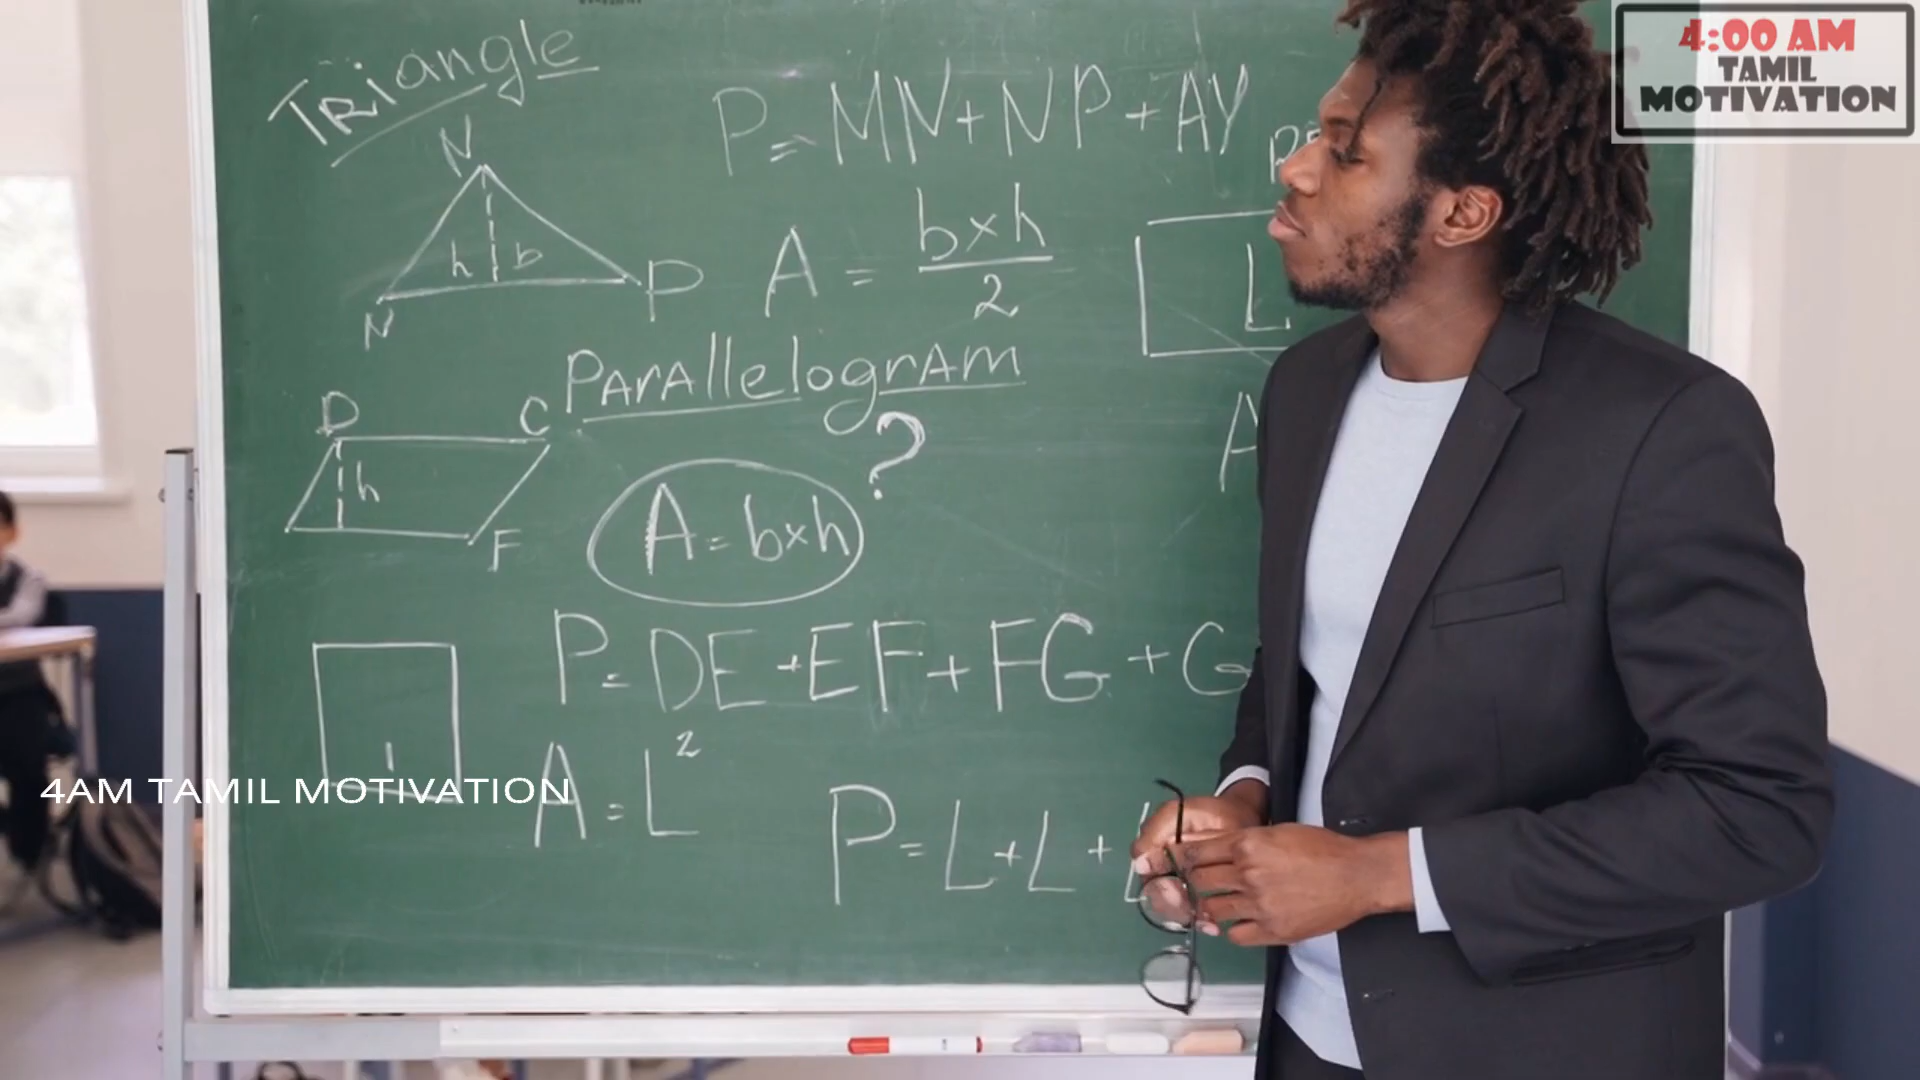 4:00 AM
TAMIL
MOTIVATION
Triangle
N
P = MN + NP + AY
h b
N
P
A = b×h
2
L
Parallelogram
?
D C
h
F
A = b×h
A
P = DE + EF + FG + G
A = L²
P = L + L +
4AM TAMIL MOTIVATION